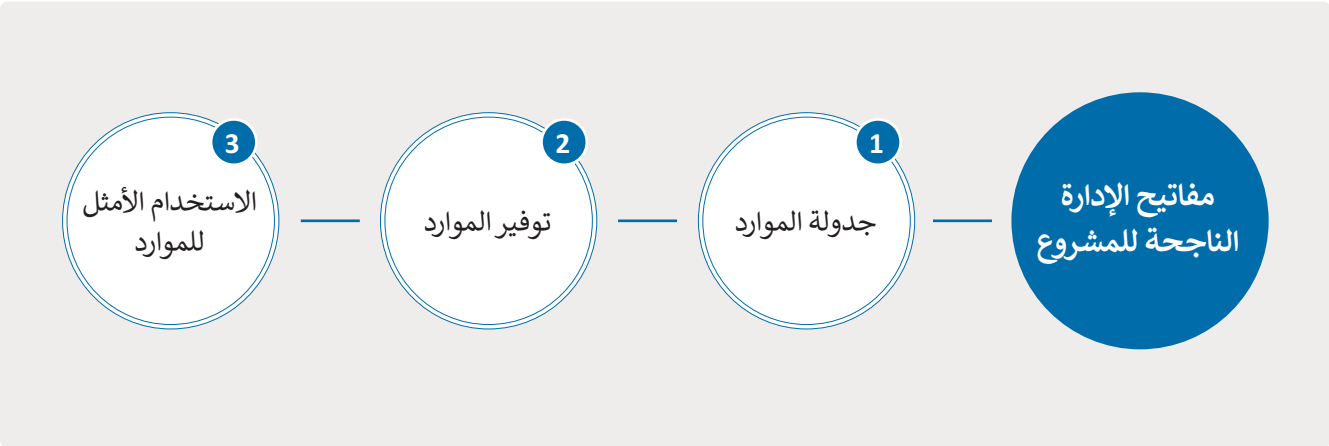 مفاتيح الإدارة
الناجحة للمشروع
1
جدولة الموارد
2
توفير الموارد
3
الاستخدام الأمثل
للموارد